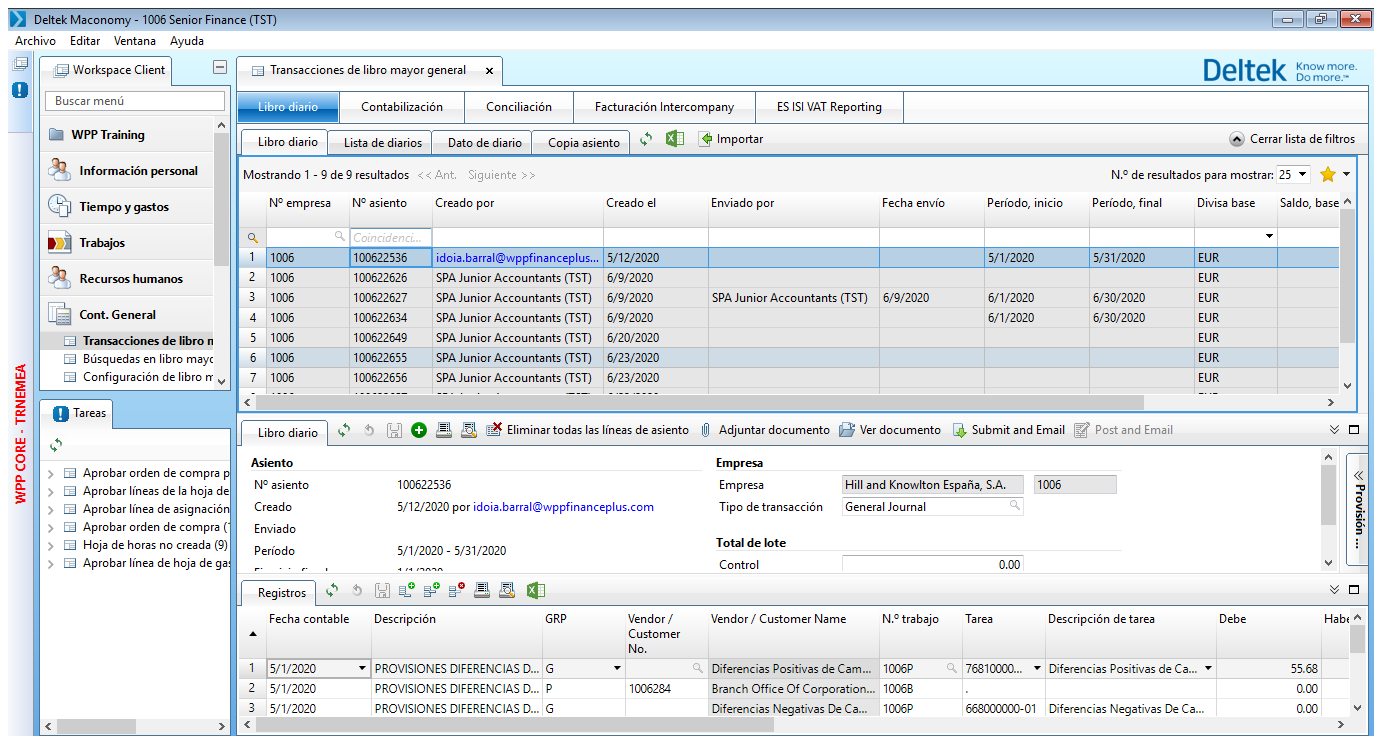 Deltek Maconomy - 1006 Senior Finance (TST)
Archivo Editar Ventana Ayuda
Workspace Client
Buscar menú
WPP Training
Información personal
Tiempo y gastos
Trabajos
Recursos humanos
Cont. General
Transacciones de libro n
Búsquedas en libro mayo
Configuración de libro m
WPP CORE - TRNEMEA
Tareas
Aprobar orden de compra p
Aprobar líneas de la hoja de
Aprobar línea de asignación
Aprobar orden de compra (
Hoja de horas no creada (9)
Aprobar línea de hoja de gas
Transacciones de libro mayor general x
Deltek Know more. Do more.™
Libro diario Contabilización Conciliación Facturación Intercompany ES ISI VAT Reporting
Libro diario Lista de diarios Dato de diario Copia asiento Importar Cerrar lista de filtros
Mostrando 1 - 9 de 9 resultados << Ant. Siguiente >> N.º de resultados para mostrar: 25
Nº empresa Nº asiento Creado por Creado el Enviado por Fecha envío Período, inicio Período, final Divisa base Saldo, base
Coincidenci...
1 1006 100622536 idoia.barral@wppfinanceplus... 5/12/2020 5/1/2020 5/31/2020 EUR
2 1006 100622626 SPA Junior Accountants (TST) 6/9/2020 EUR
3 1006 100622627 SPA Junior Accountants (TST) 6/9/2020 SPA Junior Accountants (TST) 6/9/2020 6/1/2020 6/30/2020 EUR
4 1006 100622634 SPA Junior Accountants (TST) 6/9/2020 6/1/2020 6/30/2020 EUR
5 1006 100622649 SPA Junior Accountants (TST) 6/20/2020 EUR
6 1006 100622655 SPA Junior Accountants (TST) 6/23/2020 EUR
7 1006 100622656 SPA Junior Accountants (TST) 6/23/2020 EUR
Libro diario Eliminar todas las líneas de asiento Adjuntar documento Ver documento Submit and Email Post and Email
Asiento Empresa
Nº asiento 100622536 Empresa Hill and Knowlton España, S.A. 1006
Creado 5/12/2020 por idoia.barral@wppfinanceplus.com Tipo de transacción General Journal
Enviado
Período 5/1/2020 - 5/31/2020 Total de lote
Control 0.00
Provisión ...
Registros
Fecha contable Descripción GRP Vendor / Customer No. Vendor / Customer Name N.º trabajo Tarea Descripción de tarea Debe Habe
1 5/1/2020 PROVISIONES DIFERENCIAS D... G Diferencias Positivas de Cam... 1006P 76810000... Diferencias Positivas de Ca... 55.68
2 5/1/2020 PROVISIONES DIFERENCIAS D... P 1006284 Branch Office Of Corporation... 1006B . 0.00
3 5/1/2020 PROVISIONES DIFERENCIAS D... G Diferencias Negativas De Ca... 1006P 668000000-01 Diferencias Negativas De Ca... 0.00